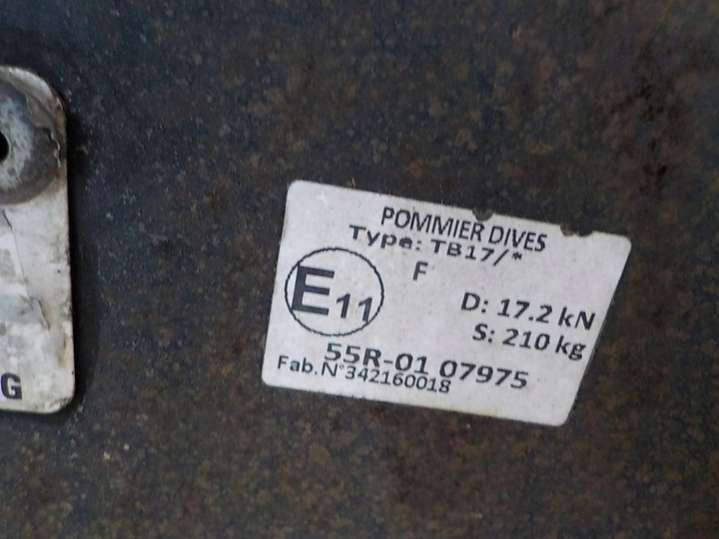 POMMIER DIVES
Type: TB17/*
F
E11
D: 17.2 kN
S: 210 kg
55R-01 07975
Fab.N°342160018
G